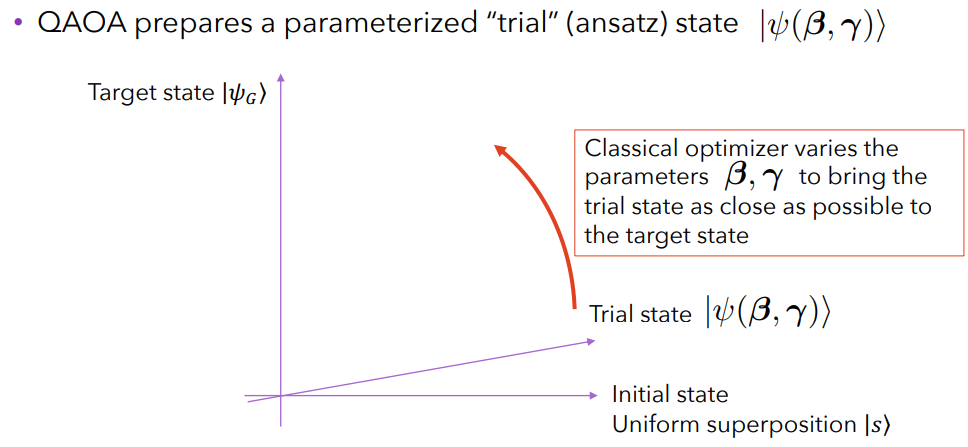 • QAOA prepares a parameterized “trial” (ansatz) state |ψ(β, γ)⟩
Target state |ψ_G⟩
Classical optimizer varies the
parameters β, γ to bring the
trial state as close as possible to
the target state
Trial state |ψ(β, γ)⟩
Initial state
Uniform superposition |s⟩